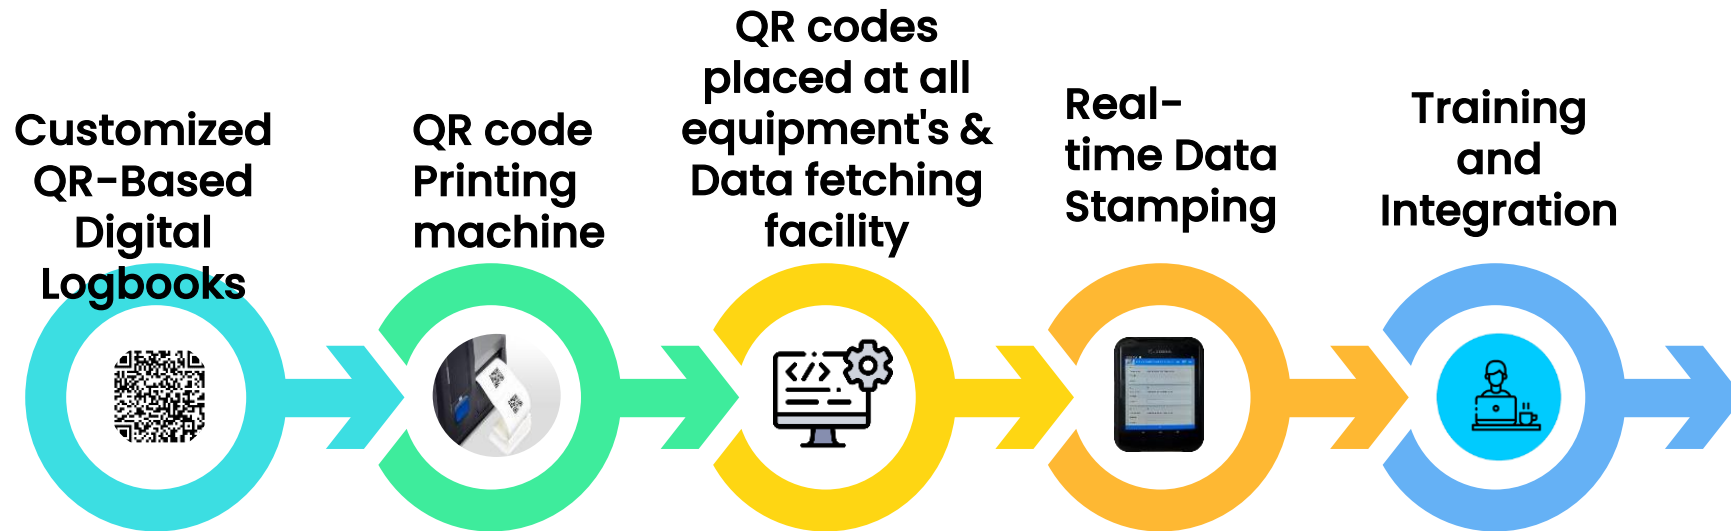 Customized
QR-Based
Digital
Logbooks
QR code
Printing
machine
QR codes
placed at all
equipment's &
Data fetching
facility
Real-
time Data
Stamping
Training
and
Integration